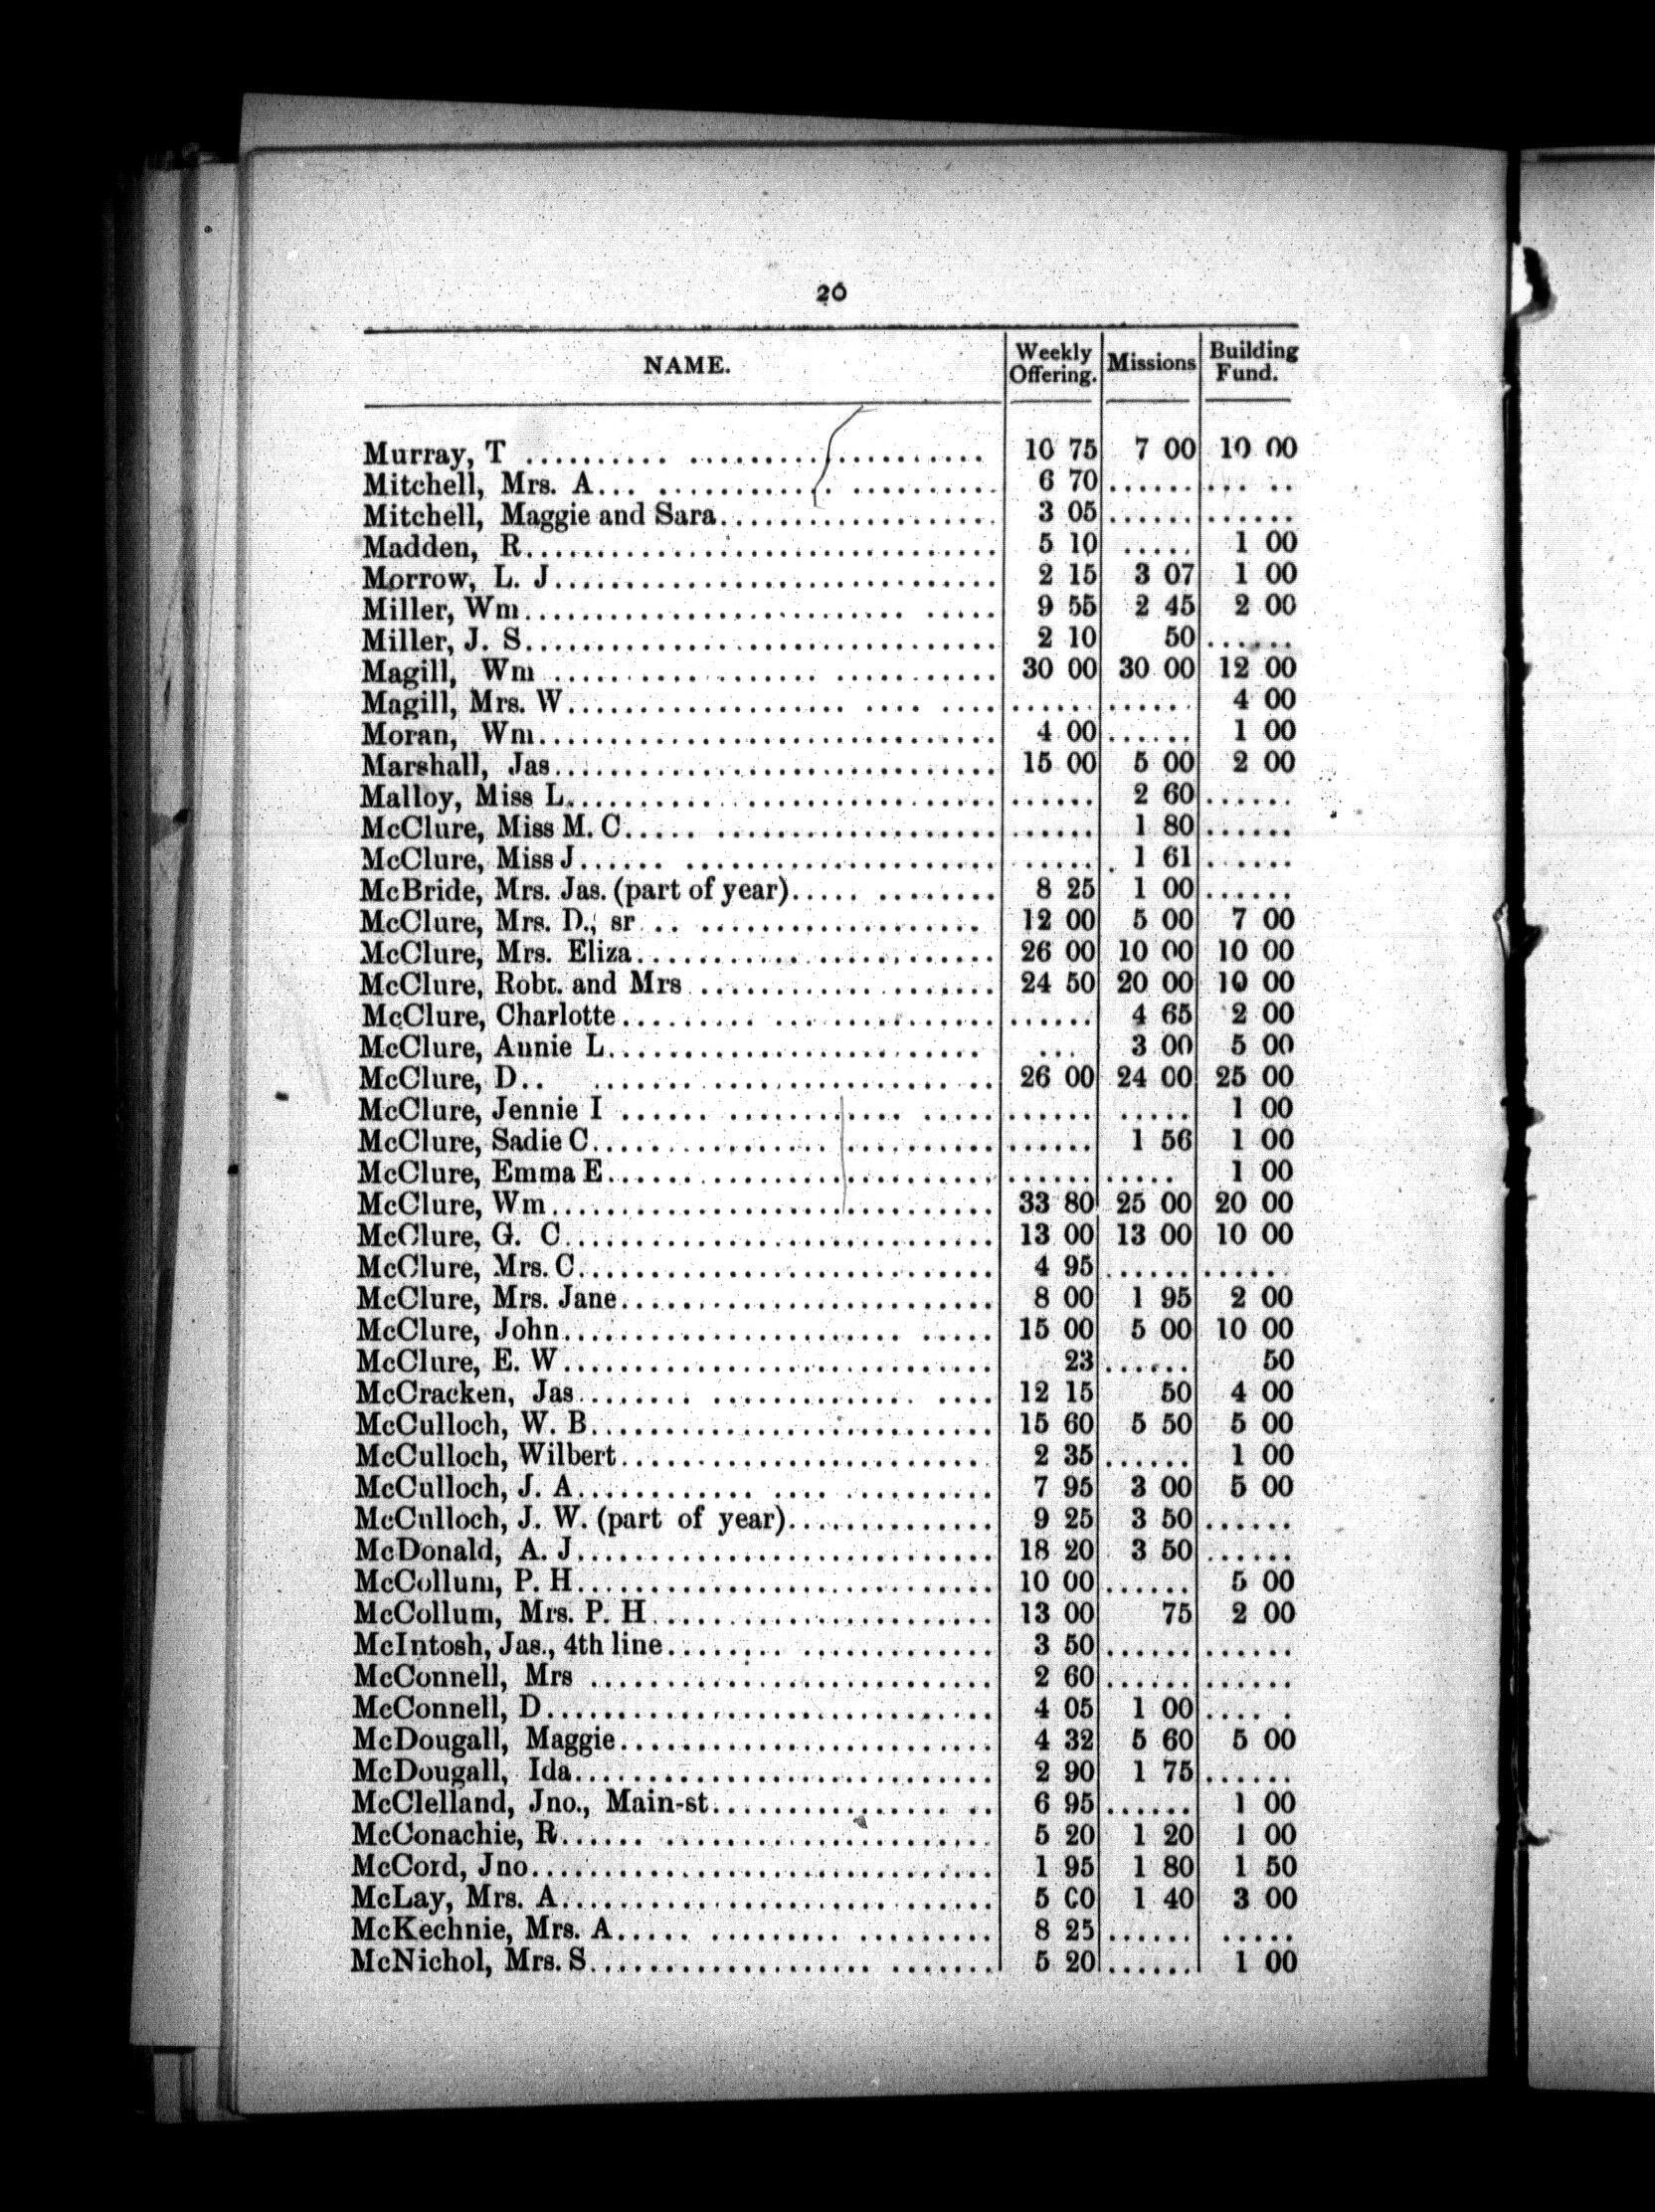 20
NAME. Weekly Offering. Missions Building Fund.
Murray, T .......... 10 75 7 00 10 00
Mitchell, Mrs. A.......... 6 70 ...... ... ..
Mitchell, Maggie and Sara.......... 3 05 ...... ......
Madden, R.......... 5 10 ..... 1 00
Morrow, L. J.......... 2 15 3 07 1 00
Miller, Wm.......... 9 55 2 45 2 00
Miller, J. S.......... 2 10 50 ......
Magill, Wm .......... 30 00 30 00 12 00
Magill, Mrs. W.......... ...... ...... 4 00
Moran, Wm.......... 4 00 ...... 1 00
Marshall, Jas.......... 15 00 5 00 2 00
Malloy, Miss L.......... ...... 2 60 ......
McClure, Miss M. C.......... ...... 1 80 ......
McClure, Miss J.......... ...... 1 61 ......
McBride, Mrs. Jas. (part of year).......... 8 25 1 00 ......
McClure, Mrs. D., sr .......... 12 00 5 00 7 00
McClure, Mrs. Eliza.......... 26 00 10 00 10 00
McClure, Robt. and Mrs .......... 24 50 20 00 10 00
McClure, Charlotte.......... ...... 4 65 2 00
McClure, Annie L.......... ... 3 00 5 00
McClure, D.......... 26 00 24 00 25 00
McClure, Jennie I .......... ...... ..... 1 00
McClure, Sadie C.......... ...... 1 56 1 00
McClure, Emma E.......... ...... ..... 1 00
McClure, Wm.......... 33 80 25 00 20 00
McClure, G. C.......... 13 00 13 00 10 00
McClure, Mrs. C.......... 4 95 ...... ......
McClure, Mrs. Jane.......... 8 00 1 95 2 00
McClure, John.......... 15 00 5 00 10 00
McClure, E. W.......... 23 ...... 50
McCracken, Jas.......... 12 15 50 4 00
McCulloch, W. B.......... 15 60 5 50 5 00
McCulloch, Wilbert.......... 2 35 ...... 1 00
McCulloch, J. A.......... 7 95 3 00 5 00
McCulloch, J. W. (part of year).......... 9 25 3 50 ......
McDonald, A. J.......... 18 20 3 50 ......
McCollum, P. H.......... 10 00 ...... 5 00
McCollum, Mrs. P. H.......... 13 00 75 2 00
McIntosh, Jas., 4th line.......... 3 50 ...... ......
McConnell, Mrs .......... 2 60 ...... ......
McConnell, D.......... 4 05 1 00 .... .
McDougall, Maggie.......... 4 32 5 60 5 00
McDougall, Ida.......... 2 90 1 75 ......
McClelland, Jno., Main-st.......... 6 95 ...... 1 00
McConachie, R.......... 5 20 1 20 1 00
McCord, Jno.......... 1 95 1 80 1 50
McLay, Mrs. A.......... 5 00 1 40 3 00
McKechnie, Mrs. A.......... 8 25 ...... .....
McNichol, Mrs. S.......... 5 20 ...... 1 00